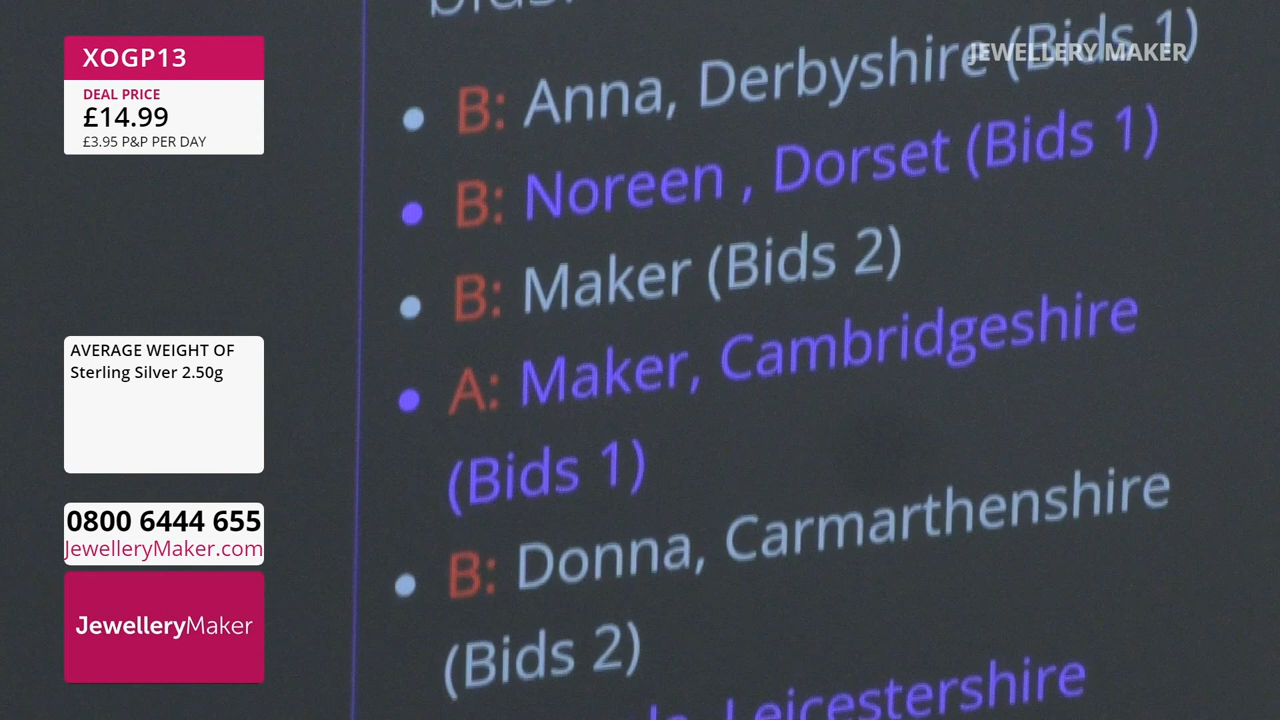 XOGP13
DEAL PRICE
£14.99
£3.95 P&P PER DAY
AVERAGE WEIGHT OF
Sterling Silver 2.50g
0800 6444 655
JewelleryMaker.com
JewelleryMaker
JEWELLERY MAKER
bids.
B: Anna, Derbyshire (Bids 1)
B: Noreen , Dorset (Bids 1)
B: Maker (Bids 2)
A: Maker, Cambridgeshire
(Bids 1)
B: Donna, Carmarthenshire
(Bids 2)
Leicestershire